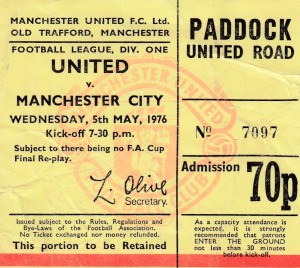 MANCHESTER UNITED F.C. Ltd.
OLD TRAFFORD, MANCHESTER
FOOTBALL LEAGUE, DIV. ONE
UNITED
v.
MANCHESTER CITY
WEDNESDAY, 5th MAY, 1976
Kick-off 7-30 p.m.
Subject to there being no F.A. Cup
Final Re-play.
L. Olive
Secretary.
Issued subject to the Rules, Regulations and
Bye-Laws of the Football Association.
No Ticket exchanged nor money refunded.
This portion to be Retained
PADDOCK
UNITED ROAD
No 7097
Admission 70p
As a capacity attendance is
expected, it is strongly
recommended that patrons
ENTER THE GROUND
not less than 30 minutes
before kick-off.
MANCHESTER UNITED
CLUB